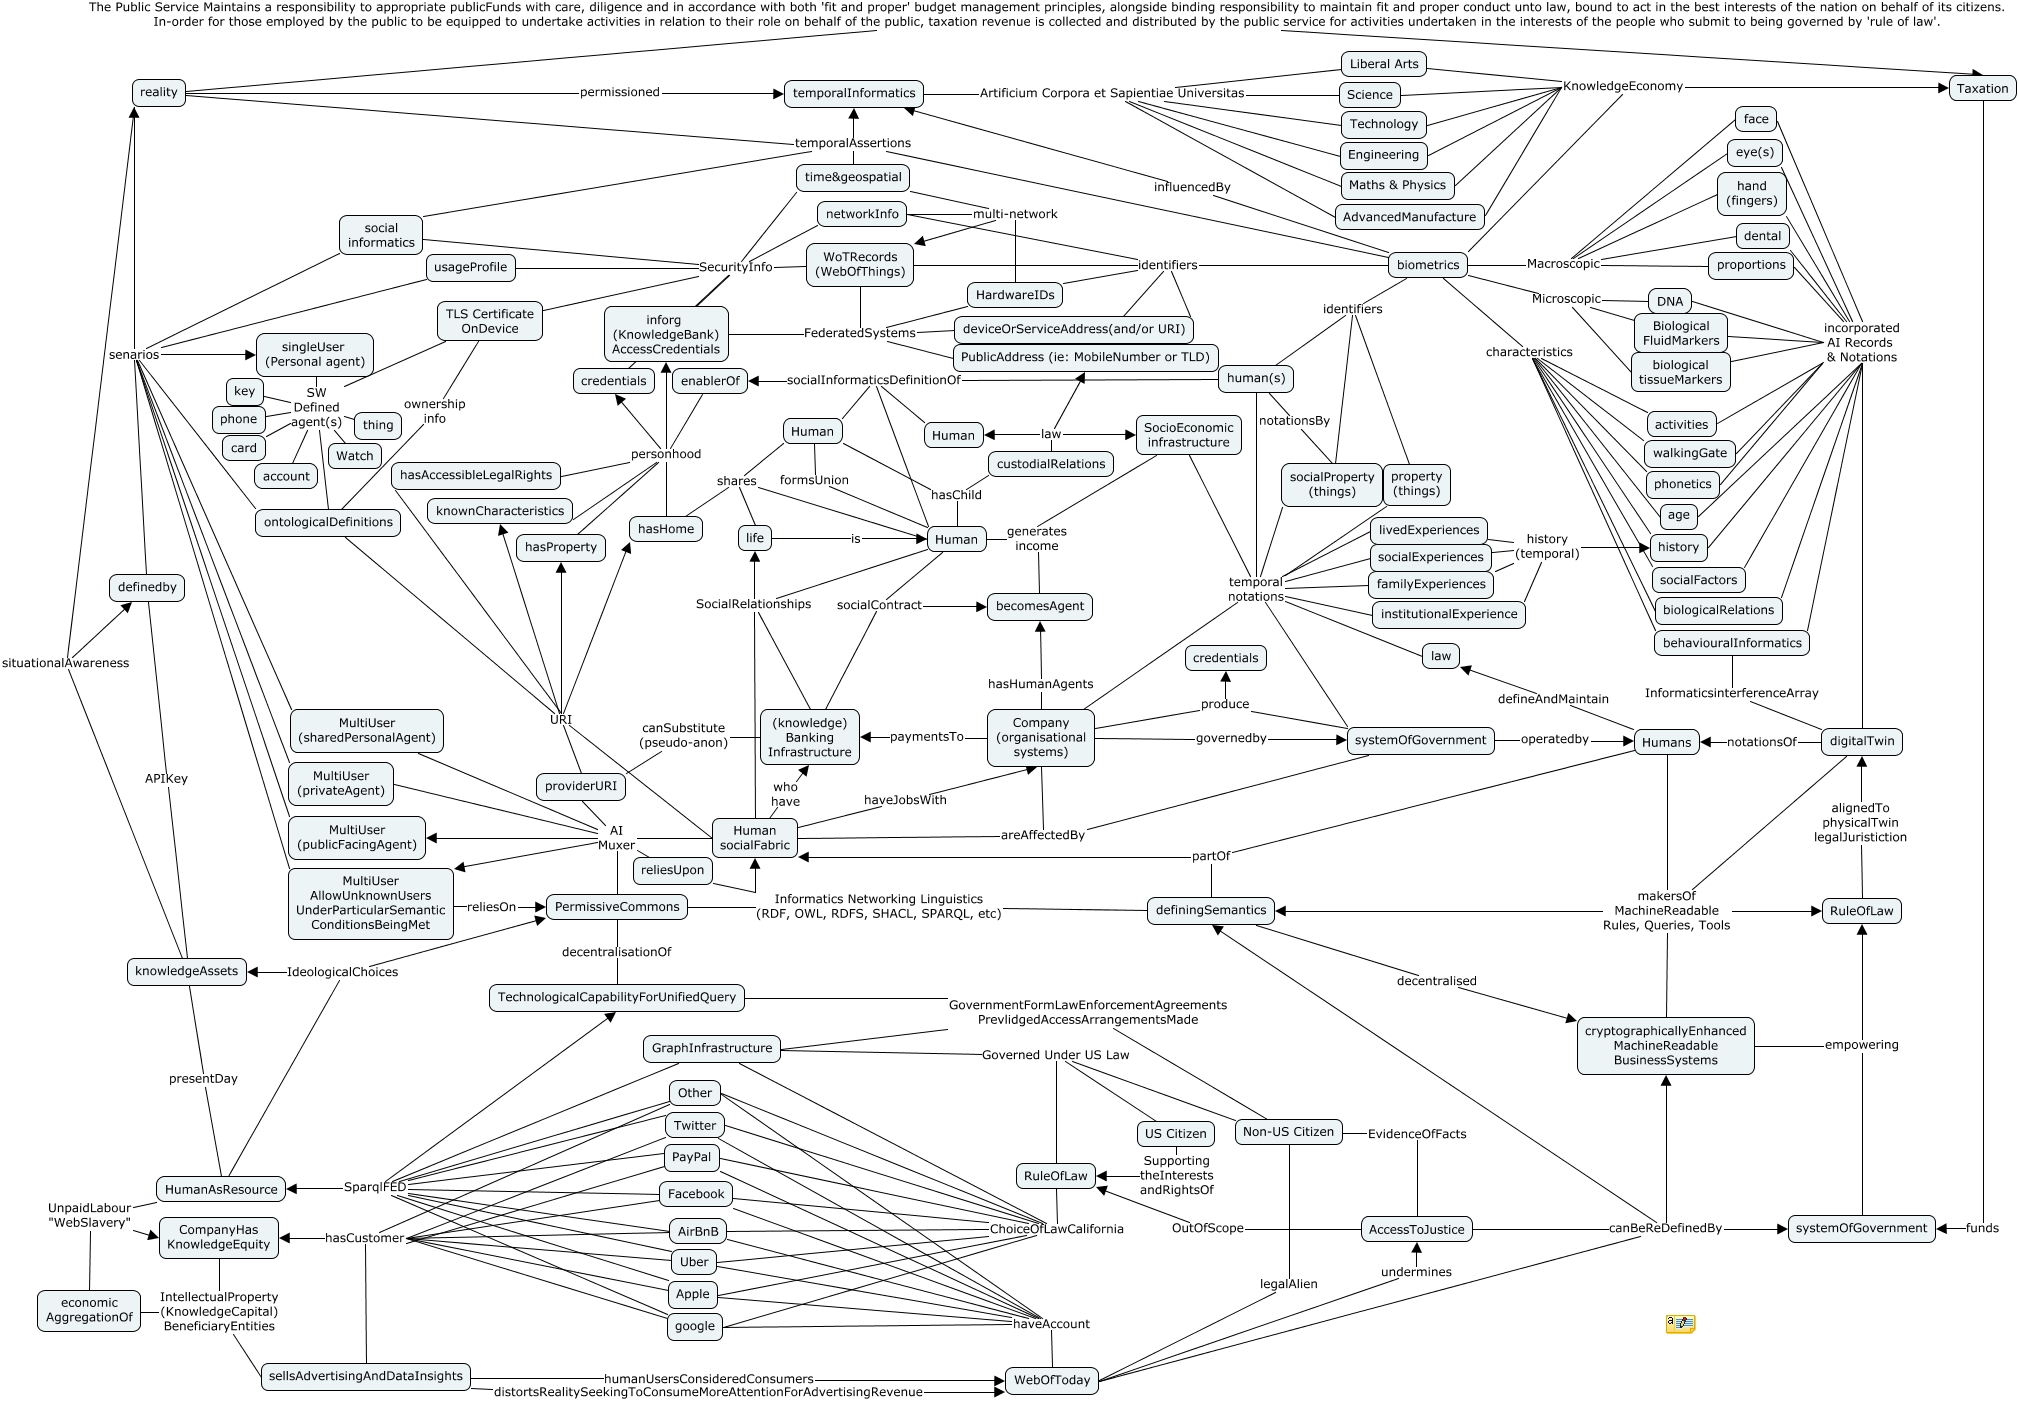 The Public Service Maintains a responsibility to appropriate publicFunds with care, diligence and in accordance with both 'fit and proper' budget management principles, alongside binding responsibility to maintain fit and proper conduct unto law, bound to act in the best interests of the nation on behalf of its citizens.
In-order for those employed by the public to be equipped to undertake activities in relation to their role on behalf of the public, taxation revenue is collected and distributed by the public service for activities undertaken in the interests of the people who submit to being governed by 'rule of law'.
reality
permissioned
temporalInformatics
Artificium Corpora et Sapientiae Universitas
Liberal Arts
Science
Technology
Engineering
Maths & Physics
AdvancedManufacture
KnowledgeEconomy
Taxation
temporalAssertions
time&geospatial
influencedBy
face
eye(s)
hand
(fingers)
dental
proportions
social
informatics
networkInfo
multi-network
usageProfile
SecurityInfo
WoTRecords
(WebOfThings)
identifiers
biometrics
Macroscopic
Microscopic
DNA
Biological
FluidMarkers
biological
tissueMarkers
incorporated
AI Records
& Notations
HardwareIDs
TLS Certificate
OnDevice
inforg
(KnowledgeBank)
AccessCredentials
FederatedSystems
deviceOrServiceAddress(and/or URI)
PublicAddress (ie: MobileNumber or TLD)
identifiers
characteristics
senarios
singleUser
(Personal agent)
key
phone
card
account
SW
Defined
agent(s)
thing
Watch
ownership
info
credentials
enablerOf
socialInformaticsDefinitionOf
human(s)
notationsBy
Human
Human
law
SocioEconomic
infrastructure
custodialRelations
socialProperty
(things)
property
(things)
activities
walkingGate
phonetics
age
history
socialFactors
biologicalRelations
behaviouralInformatics
personhood
hasAccessibleLegalRights
knownCharacteristics
hasProperty
hasHome
shares
formsUnion
hasChild
ontologicalDefinitions
life
is
Human
generates
income
livedExperiences
socialExperiences
familyExperiences
institutionalExperience
history
(temporal)
temporal
notations
definedby
SocialRelationships
socialContract
becomesAgent
situationalAwareness
law
credentials
hasHumanAgents
produce
defineAndMaintain
InformaticsinterferenceArray
MultiUser
(sharedPersonalAgent)
URI
canSubstitute
(pseudo-anon)
(knowledge)
Banking
Infrastructure
paymentsTo
Company
(organisational
systems)
governedby
systemOfGovernment
operatedby
Humans
notationsOf
digitalTwin
APIKey
MultiUser
(privateAgent)
providerURI
who
have
haveJobsWith
alignedTo
physicalTwin
legalJuristiction
MultiUser
(publicFacingAgent)
AI
Muxer
Human
socialFabric
areAffectedBy
partOf
reliesUpon
MultiUser
AllowUnknownUsers
UnderParticularSemantic
ConditionsBeingMet
reliesOn
PermissiveCommons
Informatics Networking Linguistics
(RDF, OWL, RDFS, SHACL, SPARQL, etc)
definingSemantics
makersOf
MachineReadable
Rules, Queries, Tools
RuleOfLaw
decentralisationOf
knowledgeAssets
IdeologicalChoices
decentralised
TechnologicalCapabilityForUnifiedQuery
GovernmentFormLawEnforcementAgreements
PrevlidgedAccessArrangementsMade
cryptographicallyEnhanced
MachineReadable
BusinessSystems
empowering
GraphInfrastructure
Governed Under US Law
presentDay
Other
Twitter
PayPal
Facebook
AirBnB
Uber
Apple
google
US Citizen
Non-US Citizen
EvidenceOfFacts
Supporting
theInterests
andRightsOf
RuleOfLaw
HumanAsResource
SparqlFED
UnpaidLabour
"WebSlavery"
CompanyHas
KnowledgeEquity
hasCustomer
ChoiceOfLawCalifornia
OutOfScope
AccessToJustice
canBeReDefinedBy
systemOfGovernment
funds
legalAlien
undermines
economic
AggregationOf
IntellectualProperty
(KnowledgeCapital)
BeneficiaryEntities
haveAccount
sellsAdvertisingAndDataInsights
humanUsersConsideredConsumers
distortsRealitySeekingToConsumeMoreAttentionForAdvertisingRevenue
WebOfToday
a